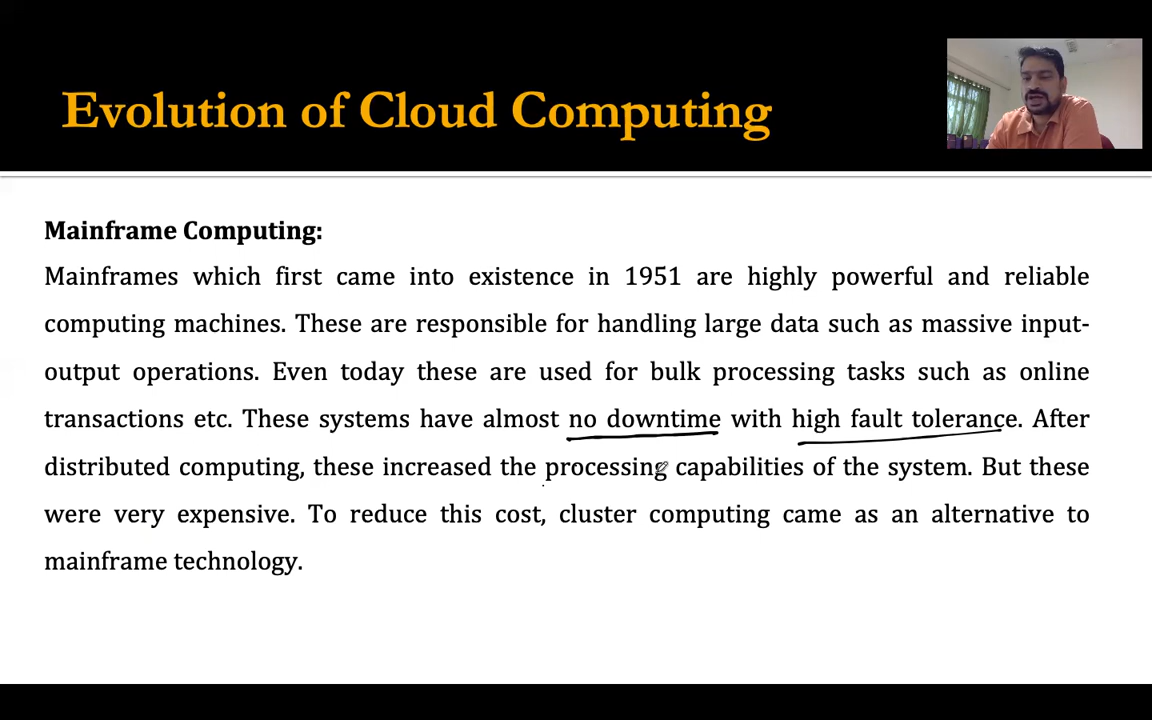 Evolution of Cloud Computing
Mainframe Computing:
Mainframes which first came into existence in 1951 are highly powerful and reliable
computing machines. These are responsible for handling large data such as massive input-
output operations. Even today these are used for bulk processing tasks such as online
transactions etc. These systems have almost no downtime with high fault tolerance. After
distributed computing, these increased the processing capabilities of the system. But these
were very expensive. To reduce this cost, cluster computing came as an alternative to
mainframe technology.